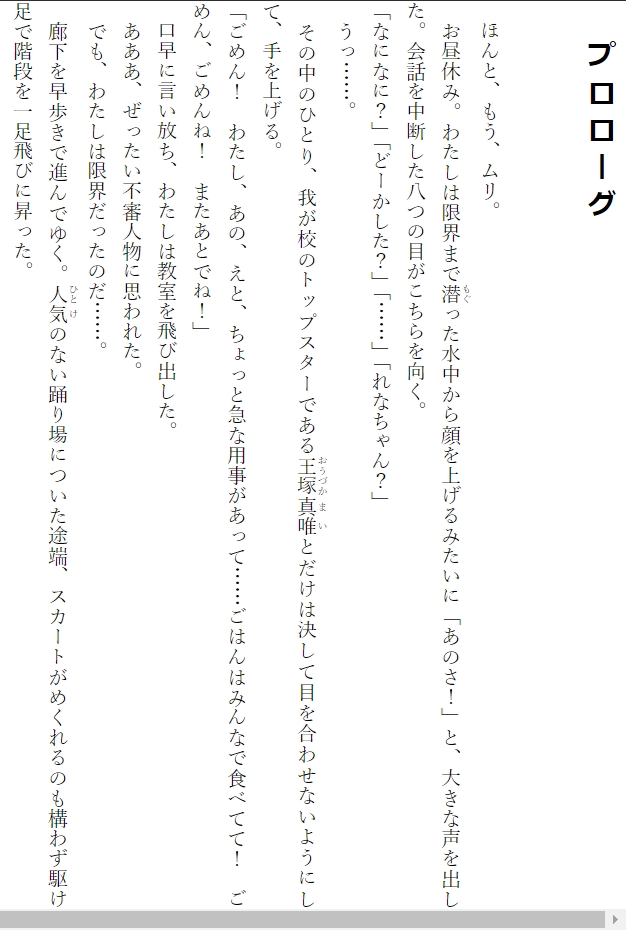 プロローグ
ほんと、もう、ムリ。
お昼休み。わたしは限界まで潜った水中から顔を上げるみたいに「あのさ！」と、大きな声を出し
た。会話を中断した八つの目がこちらを向く。
「なになに？」「どーかした？」「……」「れなちゃん？」
うっ……。
その中のひとり、我が校のトップスターである王塚真唯とだけは決して目を合わせないようにし
て、手を上げる。
「ごめん！　わたし、あの、えと、ちょっと急な用事があって……ごはんはみんなで食べてて！　ご
めん、ごめんね！　またあとでね！」
口早に言い放ち、わたしは教室を飛び出した。
あああ、ぜったい不審人物に思われた。
でも、わたしは限界だったのだ……。
廊下を早歩きで進んでゆく。人気のない踊り場についた途端、スカートがめくれるのも構わず駆け
足で階段を一足飛びに昇った。